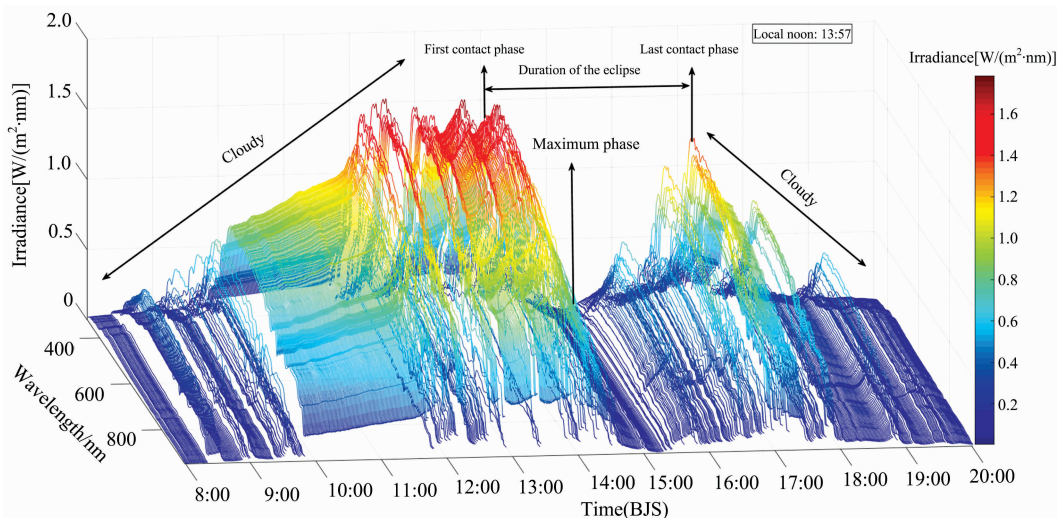 2.0
1.5
1.0
0.5
0
Irradiance[W/(m²·nm)]
400
600
800
Wavelength/nm
8:00
9:00
10:00
11:00
12:00
13:00
14:00
15:00
16:00
17:00
18:00
19:00
20:00
Time(BJS)
Cloudy
First contact phase
Duration of the eclipse
Last contact phase
Maximum phase
Cloudy
Local noon: 13:57
Irradiance[W/(m²·nm)]
1.6
1.4
1.2
1.0
0.8
0.6
0.4
0.2